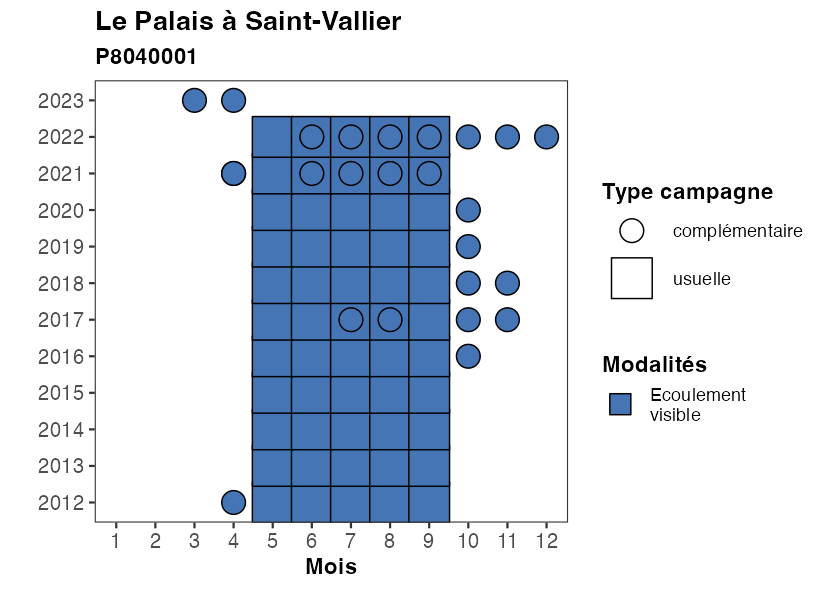 Le Palais à Saint-Vallier
P8040001
2023
2022
2021
2020
2019
2018
2017
2016
2015
2014
2013
2012
1 2 3 4 5 6 7 8 9 10 11 12
Mois
Type campagne
complémentaire
usuelle
Modalités
Ecoulement
visible